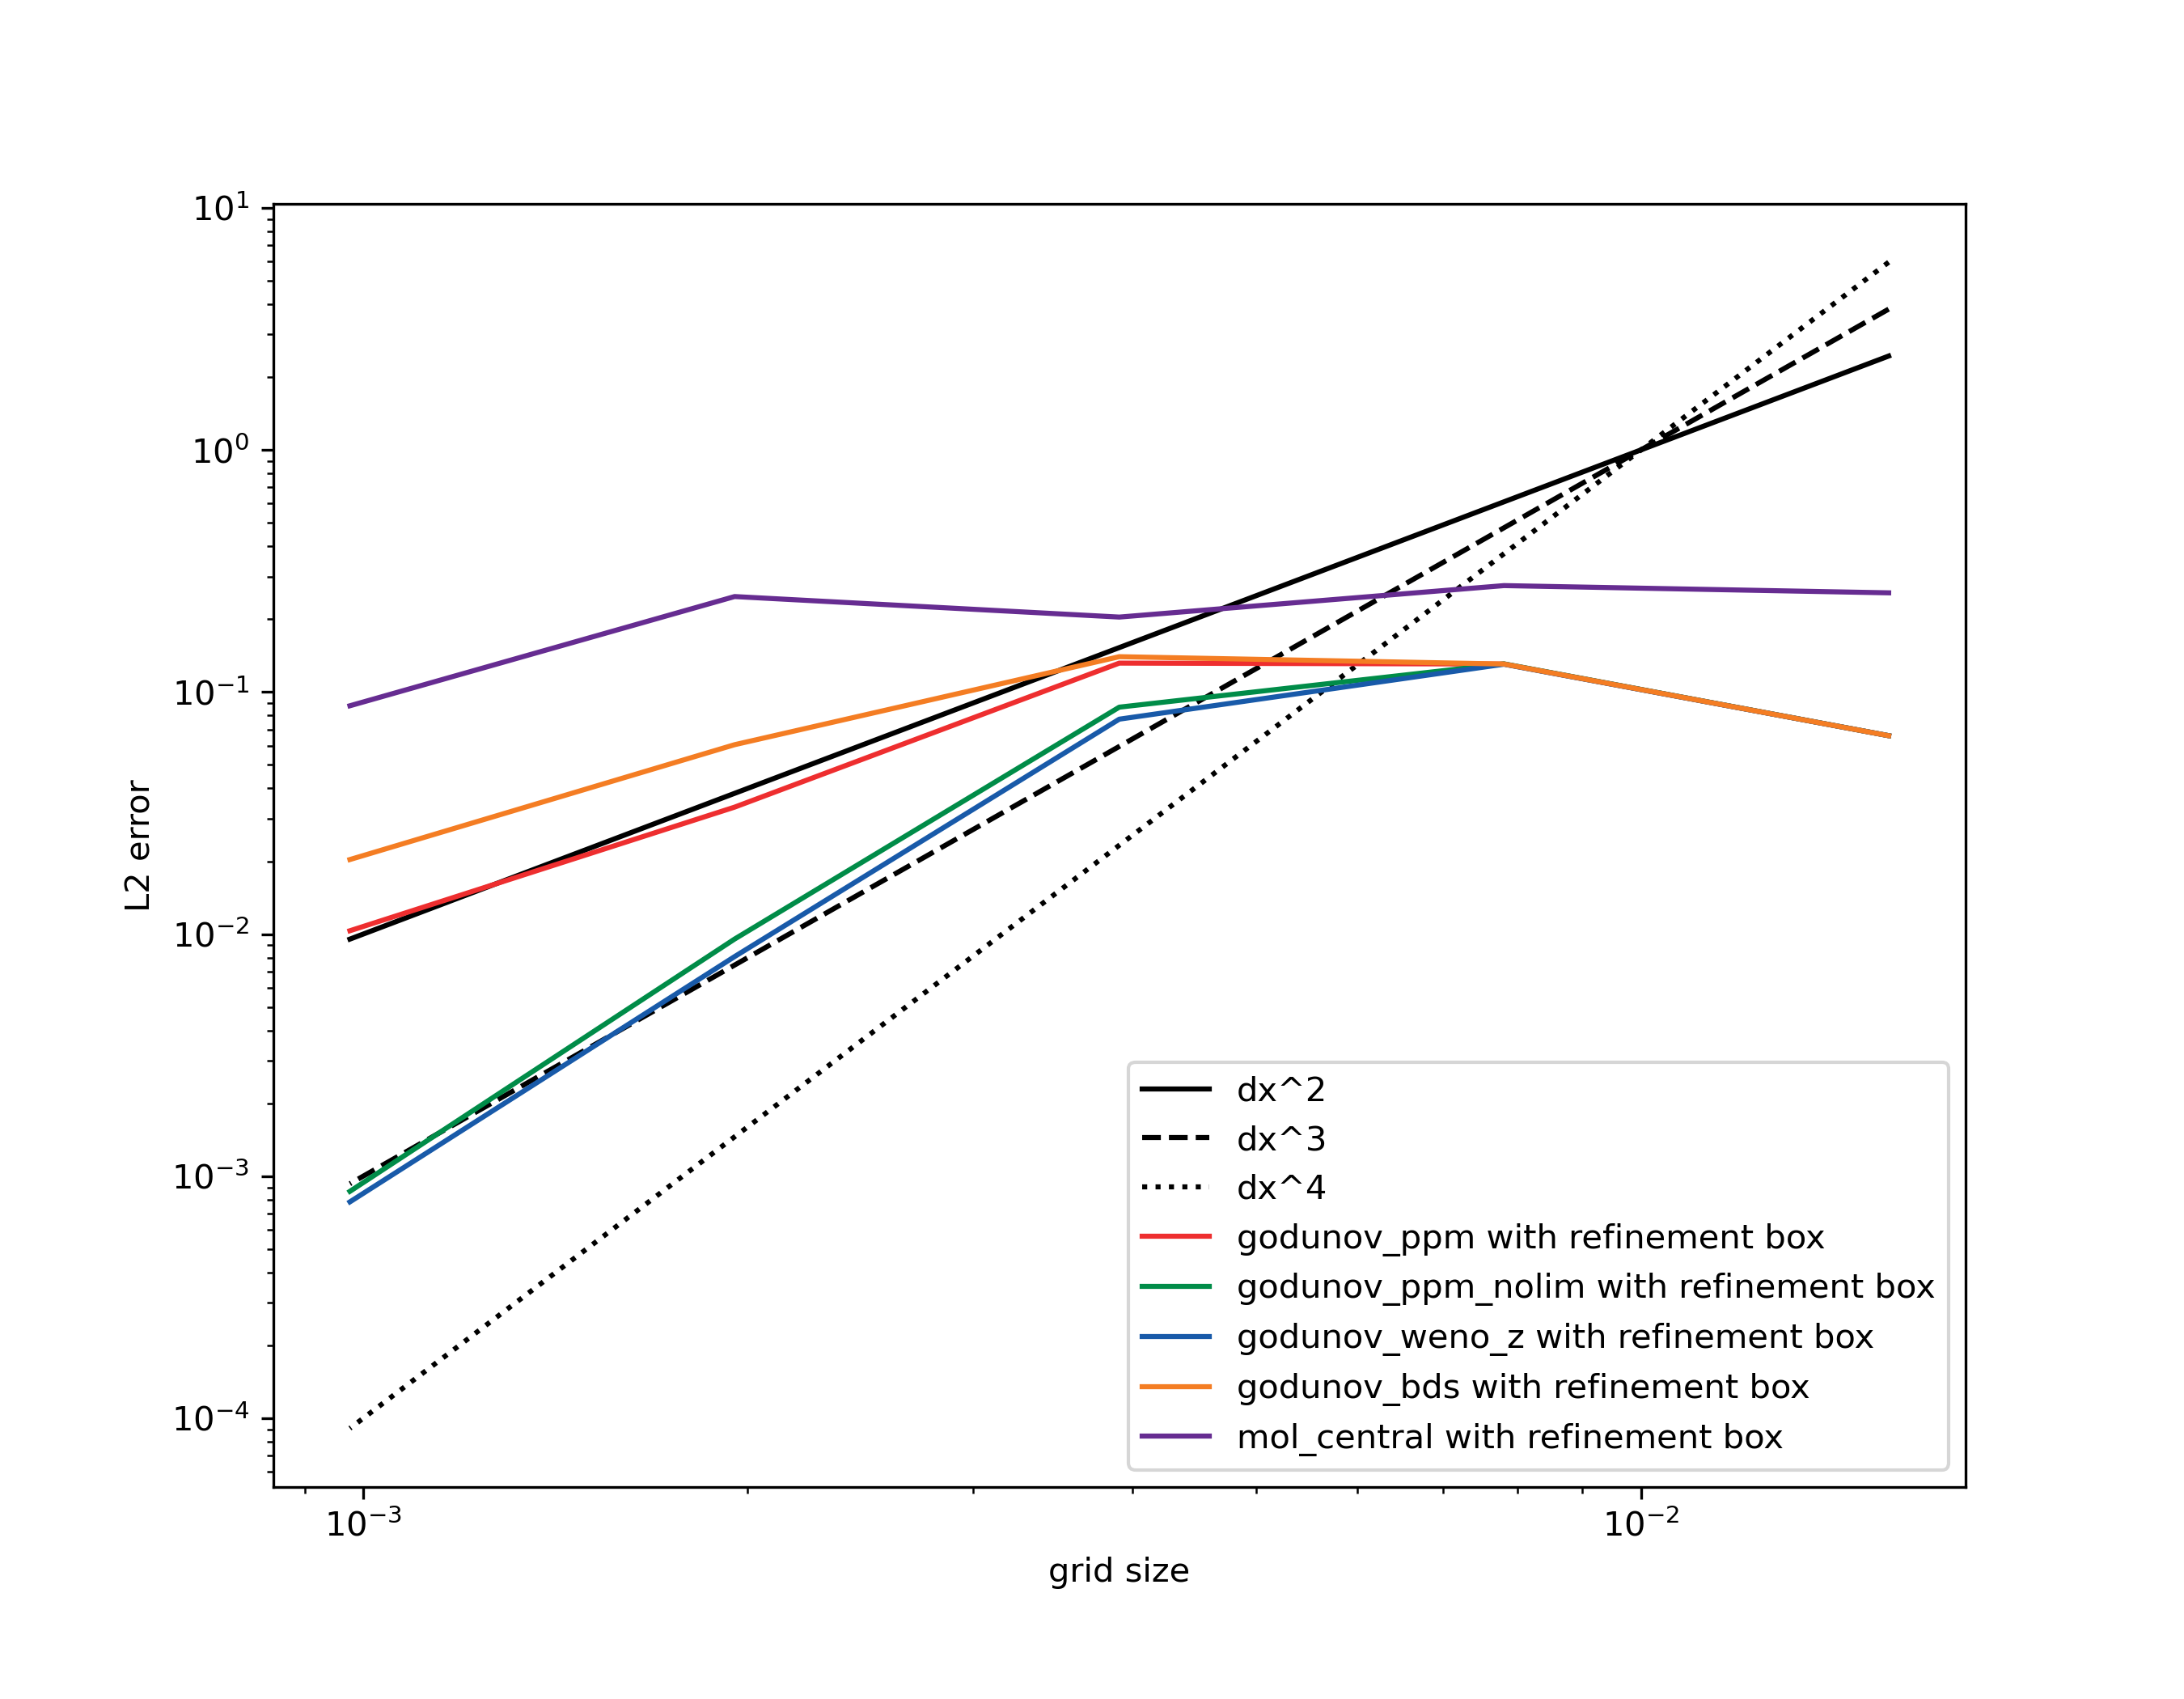 10^1
10^0
10^-1
10^-2
10^-3
10^-4
L2 error
10^-3
10^-2
grid size
dx^2
dx^3
dx^4
godunov_ppm with refinement box
godunov_ppm_nolim with refinement box
godunov_weno_z with refinement box
godunov_bds with refinement box
mol_central with refinement box